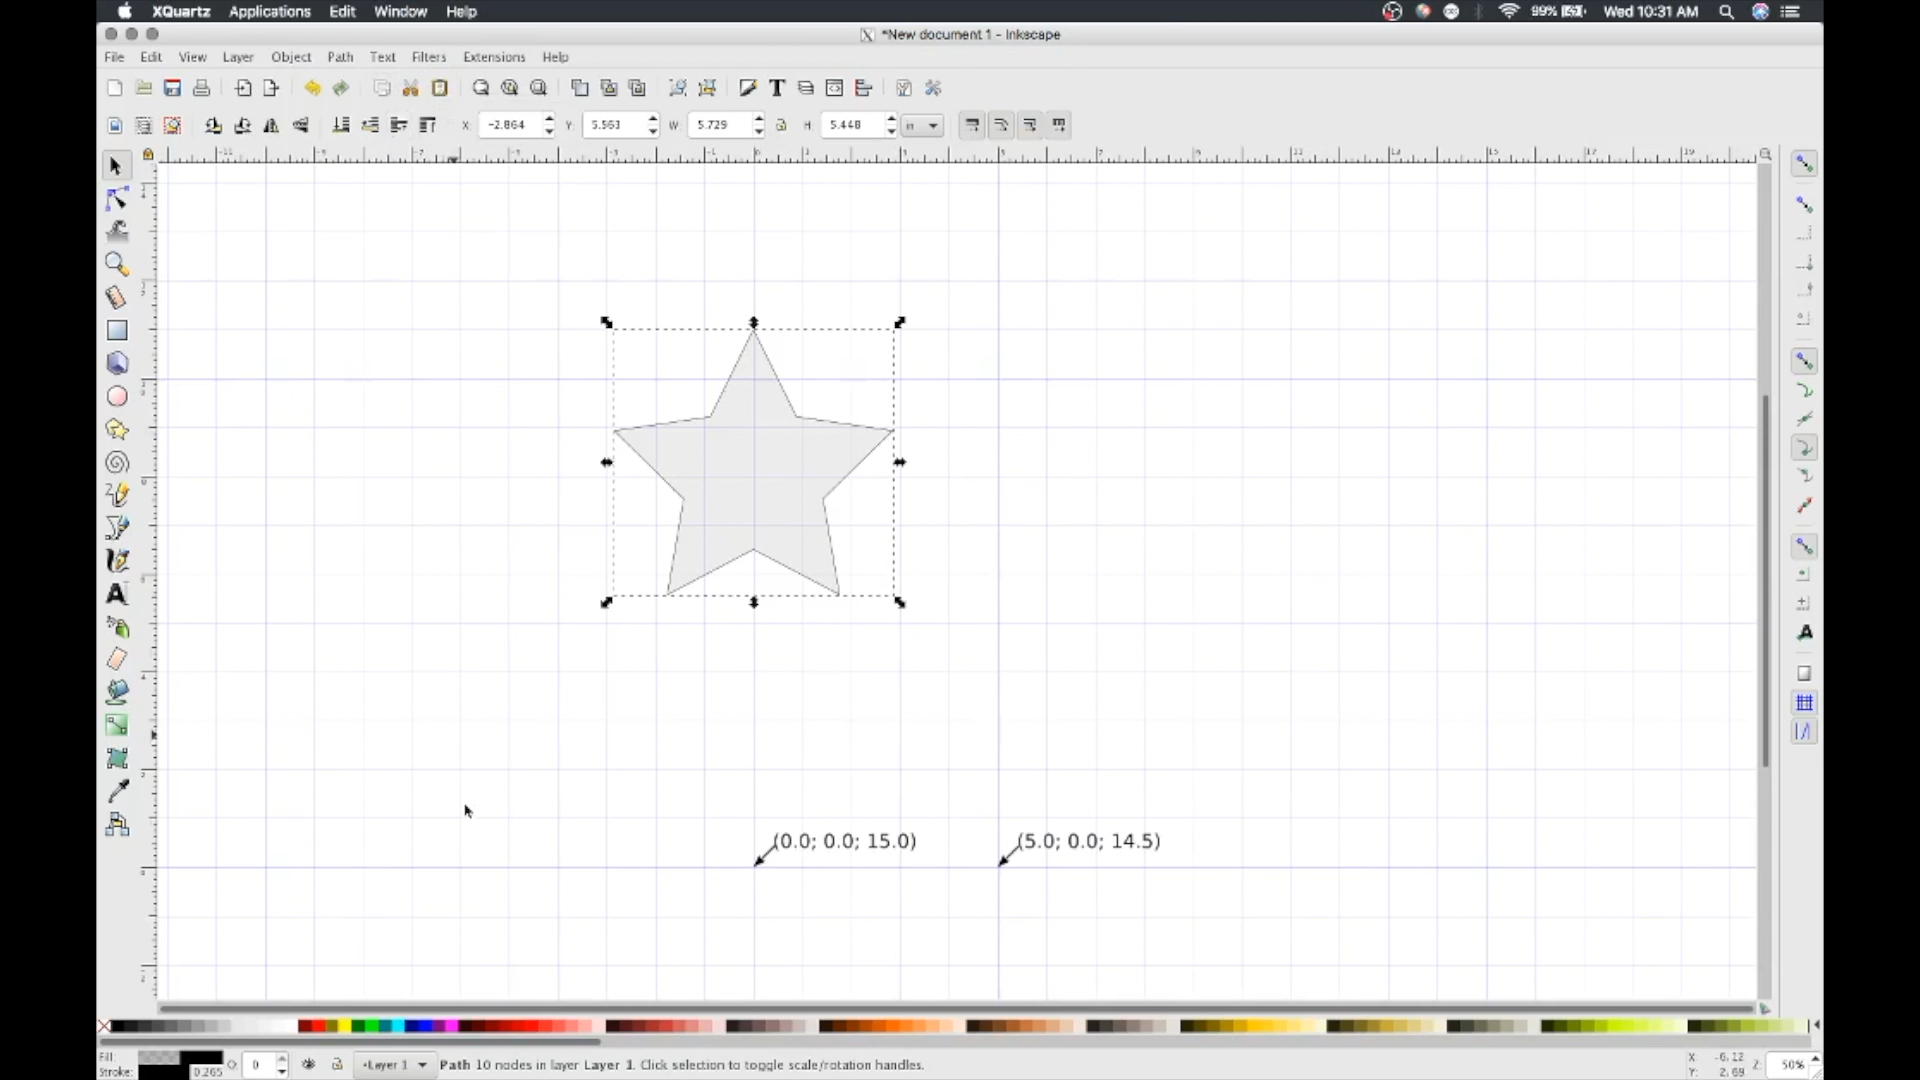 XQuartz Applications Edit Window Help 99% Wed 10:31 AM
*New document 1 - Inkscape
File Edit View Layer Object Path Text Filters Extensions Help
X: -2.864 Y: 5.563 W: 5.729 H: 5.448 in
(0.0; 0.0; 15.0) (5.0; 0.0; 14.5)
Fill: Stroke: 0.265 O: 0 •Layer 1 Path 10 nodes in layer Layer 1. Click selection to toggle scale/rotation handles. X: -6.12 Y: 2.69 Z: 50%